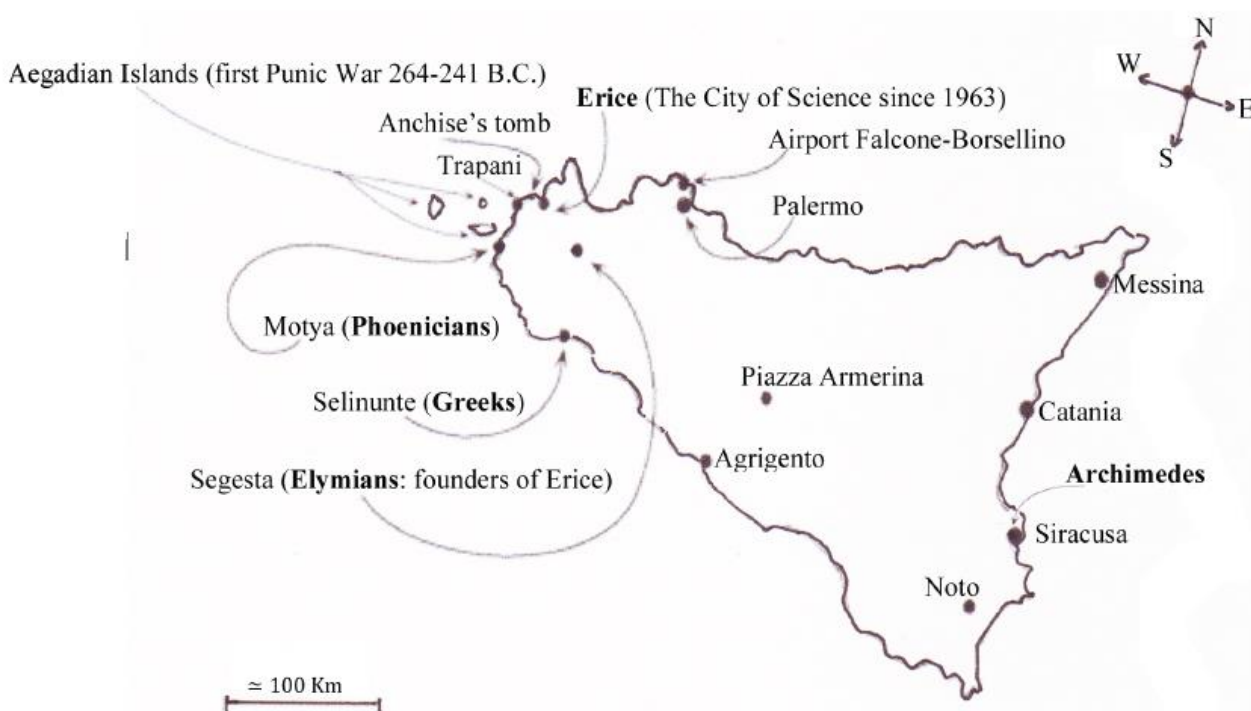 N
Aegadian Islands (first Punic War 264-241 B.C.)
W
Erice (The City of Science since 1963)
E
Anchise's tomb
Airport Falcone-Borsellino
S
Trapani
Palermo
Messina
Motya (Phoenicians)
Piazza Armerina
Selinunte (Greeks)
Catania
Agrigento
Segesta (Elymians: founders of Erice)
Archimedes
Siracusa
Noto
≃ 100 Km